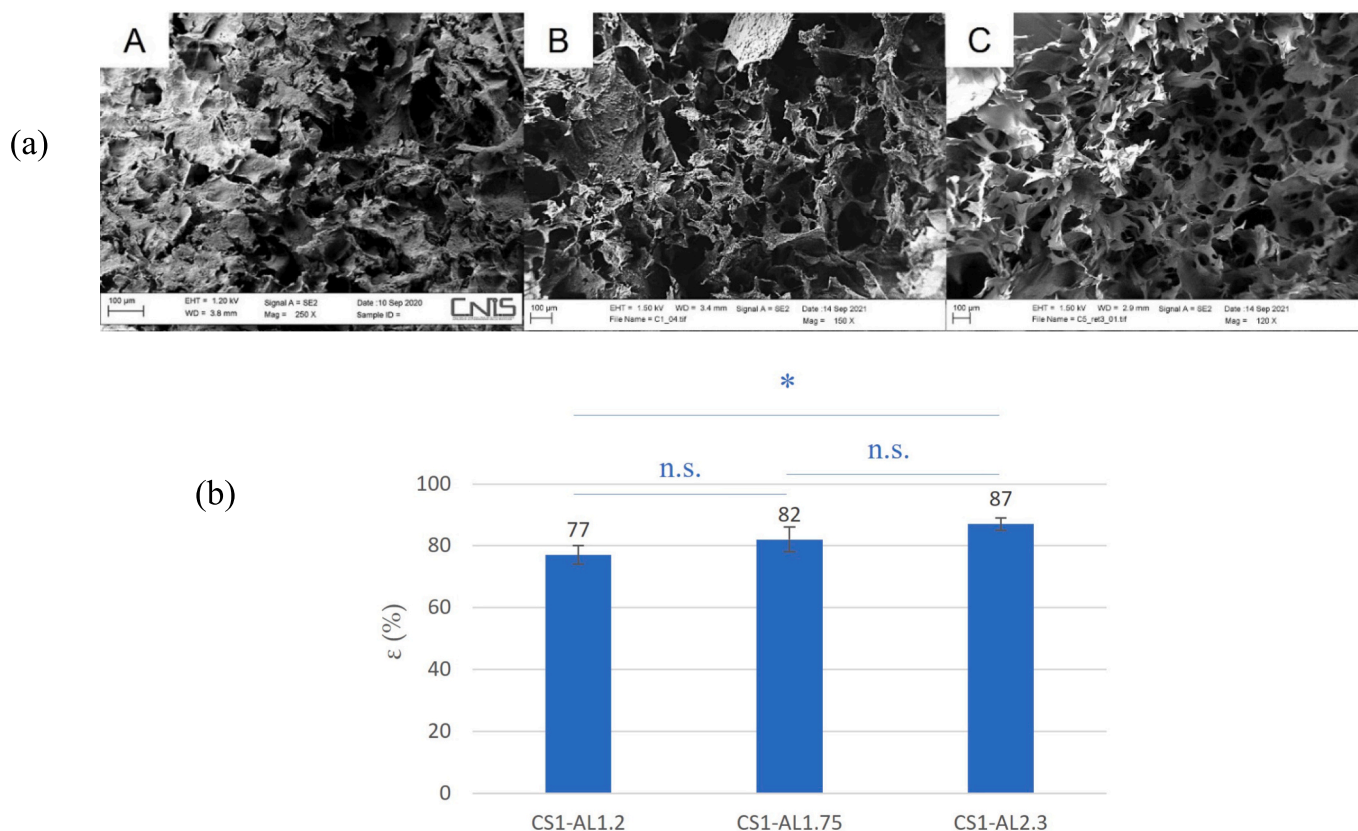 A
B
C
(a)
100 µm
EHT = 1.20 kV
Signal A = SE2
Date :10 Sep 2020
WD = 3.8 mm
Mag = 250 X
Sample ID =
CNIS
100 µm
EHT = 1.50 kV
WD = 3.4 mm
Signal A = SE2
Date :14 Sep 2021
File Name = C1_04.tif
Mag = 150 X
100 µm
EHT = 1.50 kV
WD = 2.9 mm
Signal A = SE2
Date :14 Sep 2021
File Name = C5_ret3_01.tif
Mag = 120 X
(b)
*
n.s.
n.s.
100
80
60
40
20
0
ε (%)
77
82
87
CS1-AL1.2
CS1-AL1.75
CS1-AL2.3